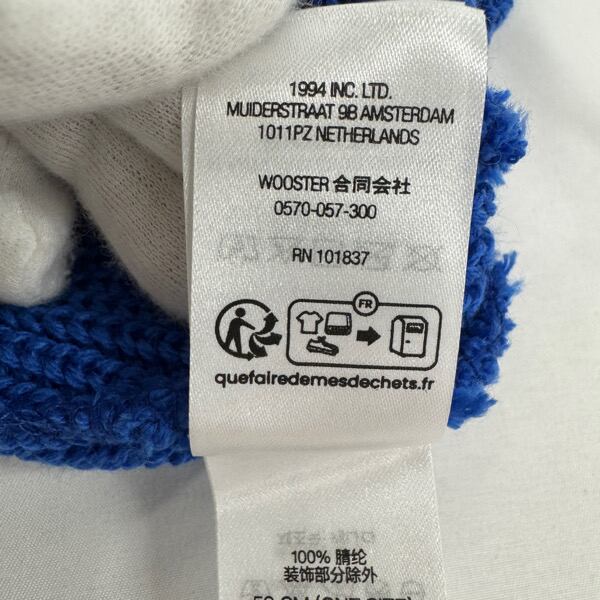 1994 INC. LTD.
MUIDERSTRAAT 9B AMSTERDAM
1011PZ NETHERLANDS
WOOSTER 合同会社
0570-057-300
RN 101837
FR
quefairedemesdechets.fr
100% 腈纶
装饰部分除外